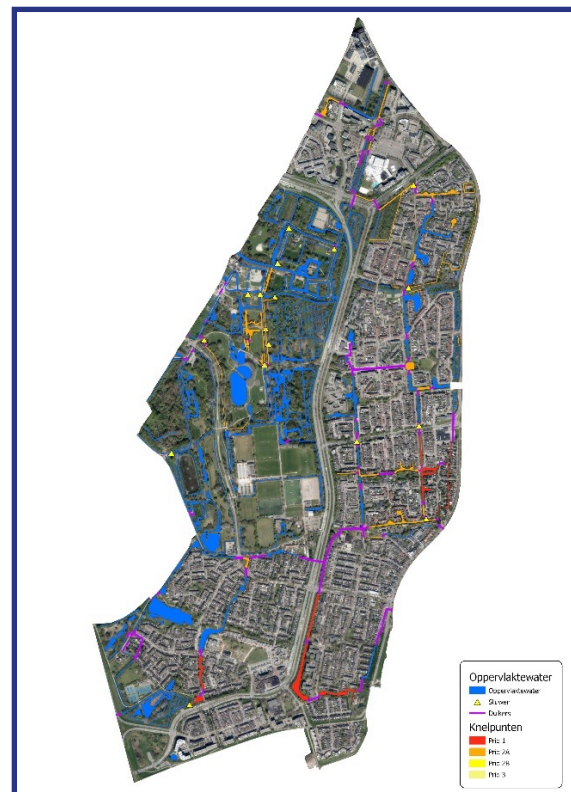 Oppervlaktewater
Oppervlaktewater
Stuwen
Duikers
Knelpunten
Prio 1
Prio 2A
Prio 2B
Prio 3